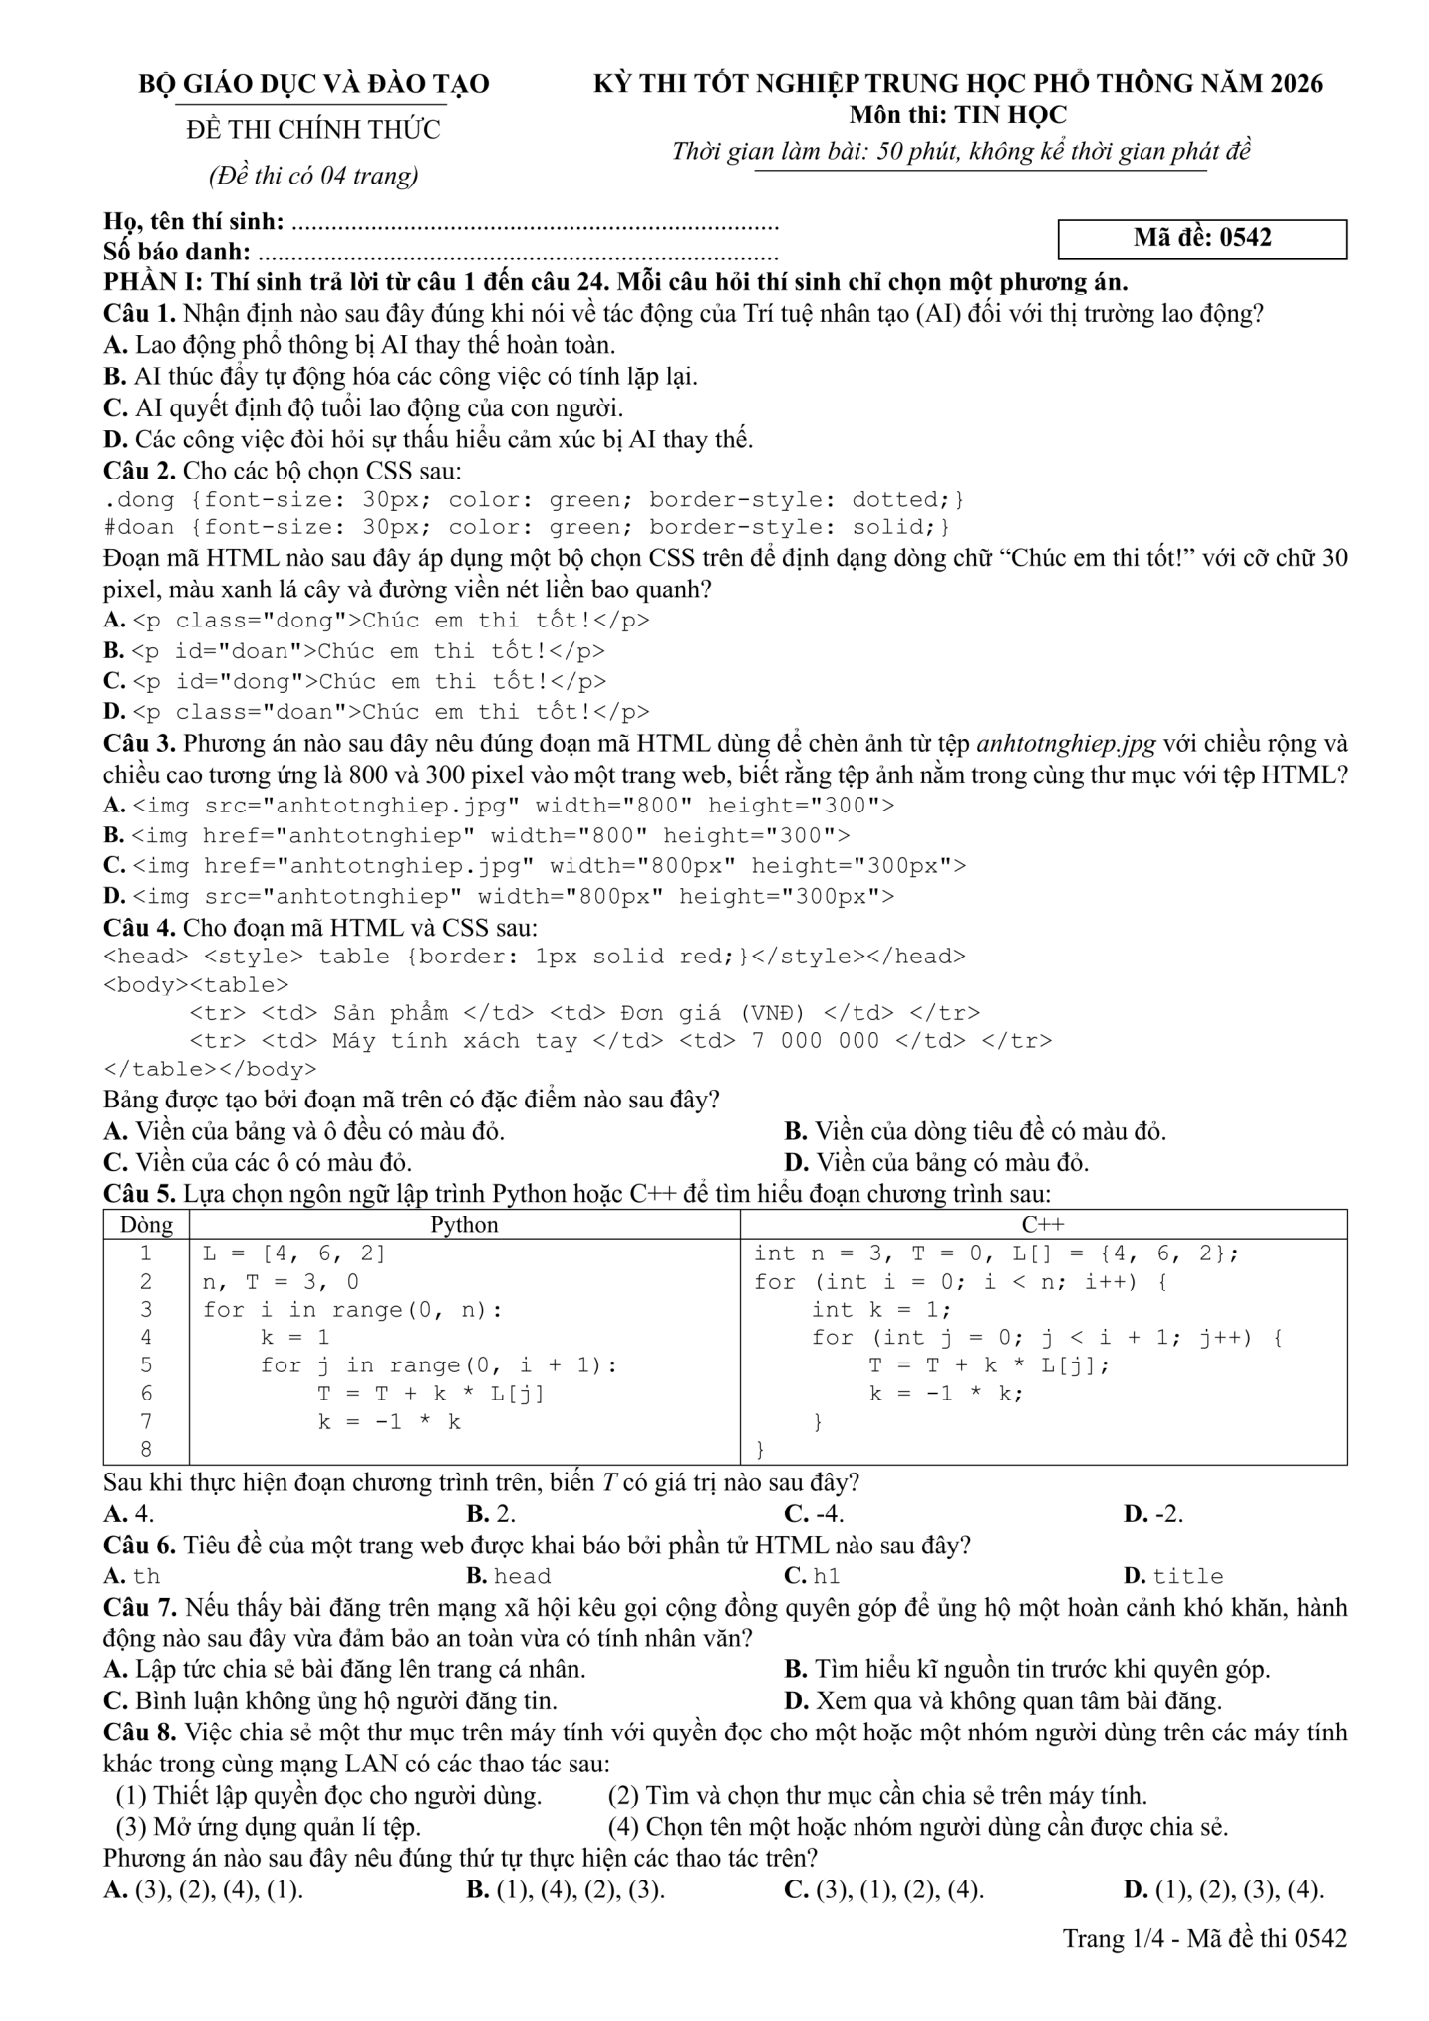 BỘ GIÁO DỤC VÀ ĐÀO TẠO
ĐỀ THI CHÍNH THỨC
(Đề thi có 04 trang)
KỲ THI TỐT NGHIỆP TRUNG HỌC PHỔ THÔNG NĂM 2026
Môn thi: TIN HỌC
Thời gian làm bài: 50 phút, không kể thời gian phát đề
Họ, tên thí sinh: ..........................................................................
Số báo danh: ...............................................................................
Mã đề: 0542
PHẦN I: Thí sinh trả lời từ câu 1 đến câu 24. Mỗi câu hỏi thí sinh chỉ chọn một phương án.
Câu 1. Nhận định nào sau đây đúng khi nói về tác động của Trí tuệ nhân tạo (AI) đối với thị trường lao động?
A. Lao động phổ thông bị AI thay thế hoàn toàn.
B. AI thúc đẩy tự động hóa các công việc có tính lặp lại.
C. AI quyết định độ tuổi lao động của con người.
D. Các công việc đòi hỏi sự thấu hiểu cảm xúc bị AI thay thế.
Câu 2. Cho các bộ chọn CSS sau:
.dong {font-size: 30px; color: green; border-style: dotted;}
#doan {font-size: 30px; color: green; border-style: solid;}
Đoạn mã HTML nào sau đây áp dụng một bộ chọn CSS trên để định dạng dòng chữ “Chúc em thi tốt!” với cỡ chữ 30
pixel, màu xanh lá cây và đường viền nét liền bao quanh?
A. <p class="dong">Chúc em thi tốt!</p>
B. <p id="doan">Chúc em thi tốt!</p>
C. <p id="dong">Chúc em thi tốt!</p>
D. <p class="doan">Chúc em thi tốt!</p>
Câu 3. Phương án nào sau đây nêu đúng đoạn mã HTML dùng để chèn ảnh từ tệp anhtotnghiep.jpg với chiều rộng và
chiều cao tương ứng là 800 và 300 pixel vào một trang web, biết rằng tệp ảnh nằm trong cùng thư mục với tệp HTML?
A. <img src="anhtotnghiep.jpg" width="800" height="300">
B. <img href="anhtotnghiep" width="800" height="300">
C. <img href="anhtotnghiep.jpg" width="800px" height="300px">
D. <img src="anhtotnghiep" width="800px" height="300px">
Câu 4. Cho đoạn mã HTML và CSS sau:
<head> <style> table {border: 1px solid red;}</style></head>
<body><table>
<tr> <td> Sản phẩm </td> <td> Đơn giá (VNĐ) </td> </tr>
<tr> <td> Máy tính xách tay </td> <td> 7 000 000 </td> </tr>
</table></body>
Bảng được tạo bởi đoạn mã trên có đặc điểm nào sau đây?
A. Viền của bảng và ô đều có màu đỏ. B. Viền của dòng tiêu đề có màu đỏ.
C. Viền của các ô có màu đỏ. D. Viền của bảng có màu đỏ.
Câu 5. Lựa chọn ngôn ngữ lập trình Python hoặc C++ để tìm hiểu đoạn chương trình sau:
Dòng Python C++
1 L = [4, 6, 2] int n = 3, T = 0, L[] = {4, 6, 2};
2 n, T = 3, 0 for (int i = 0; i < n; i++) {
3 for i in range(0, n): int k = 1;
4 k = 1 for (int j = 0; j < i + 1; j++) {
5 for j in range(0, i + 1): T = T + k * L[j];
6 T = T + k * L[j] k = -1 * k;
7 k = -1 * k }
8 }
Sau khi thực hiện đoạn chương trình trên, biến T có giá trị nào sau đây?
A. 4. B. 2. C. -4. D. -2.
Câu 6. Tiêu đề của một trang web được khai báo bởi phần tử HTML nào sau đây?
A. th B. head C. h1 D. title
Câu 7. Nếu thấy bài đăng trên mạng xã hội kêu gọi cộng đồng quyên góp để ủng hộ một hoàn cảnh khó khăn, hành
động nào sau đây vừa đảm bảo an toàn vừa có tính nhân văn?
A. Lập tức chia sẻ bài đăng lên trang cá nhân. B. Tìm hiểu kĩ nguồn tin trước khi quyên góp.
C. Bình luận không ủng hộ người đăng tin. D. Xem qua và không quan tâm bài đăng.
Câu 8. Việc chia sẻ một thư mục trên máy tính với quyền đọc cho một hoặc một nhóm người dùng trên các máy tính
khác trong cùng mạng LAN có các thao tác sau:
(1) Thiết lập quyền đọc cho người dùng. (2) Tìm và chọn thư mục cần chia sẻ trên máy tính.
(3) Mở ứng dụng quản lí tệp. (4) Chọn tên một hoặc nhóm người dùng cần được chia sẻ.
Phương án nào sau đây nêu đúng thứ tự thực hiện các thao tác trên?
A. (3), (2), (4), (1). B. (1), (4), (2), (3). C. (3), (1), (2), (4). D. (1), (2), (3), (4).
Trang 1/4 - Mã đề thi 0542